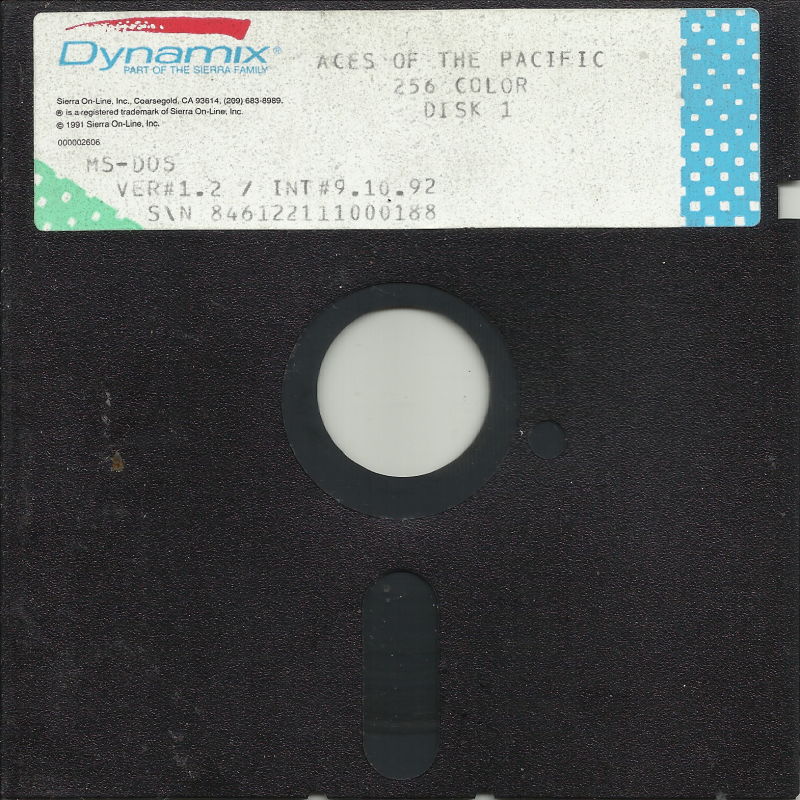 Dynamix®
PART OF THE SIERRA FAMILY
ACES OF THE PACIFIC
256 COLOR
DISK 1
Sierra On-Line, Inc., Coarsegold, CA 93614, (209) 683-8989.
® is a registered trademark of Sierra On-Line, Inc.
© 1991 Sierra On-Line, Inc.
000002606
MS-DOS
VER#1.2 / INT#9.10.92
S\N 846122111000188